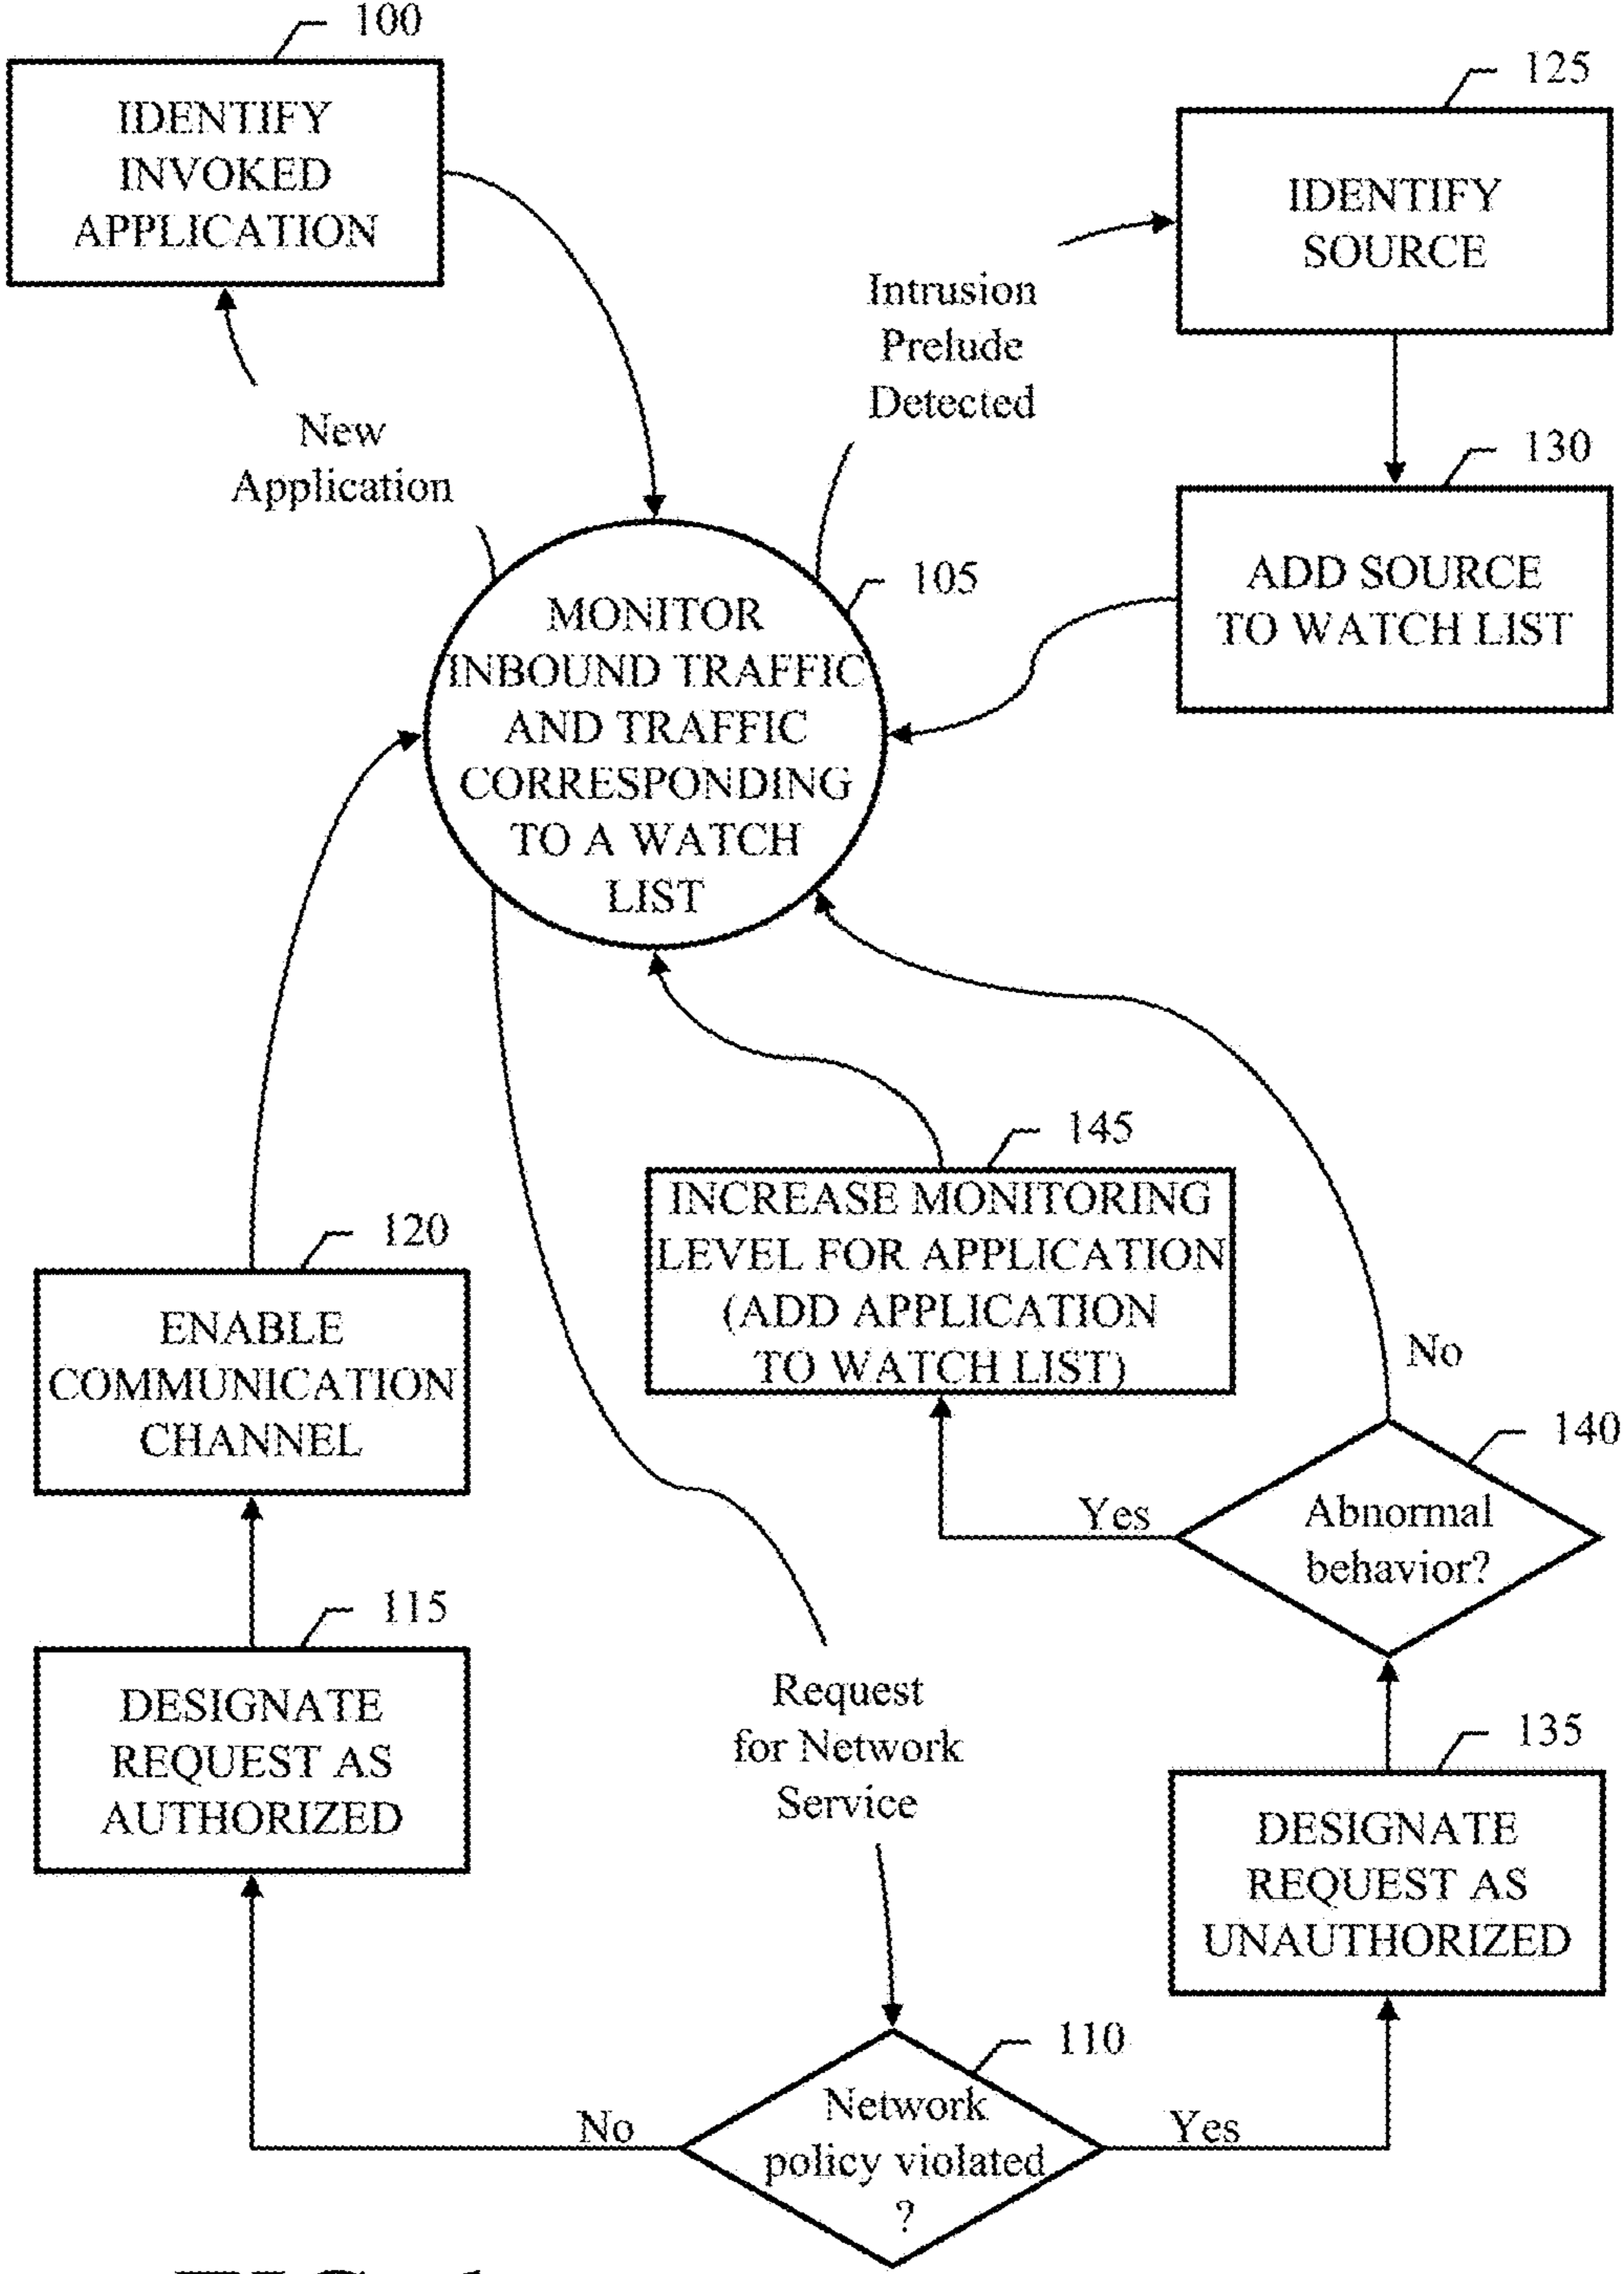 100
IDENTIFY
INVOKED
APPLICATION
125
IDENTIFY
SOURCE
Intrusion
Prelude
Detected
New
Application
130
ADD SOURCE
TO WATCH LIST
105
MONITOR
INBOUND TRAFFIC
AND TRAFFIC
CORRESPONDING
TO A WATCH
LIST
145
INCREASE MONITORING
LEVEL FOR APPLICATION
(ADD APPLICATION
TO WATCH LIST)
120
ENABLE
COMMUNICATION
CHANNEL
No
140
Abnormal
behavior?
Yes
115
DESIGNATE
REQUEST AS
AUTHORIZED
Request
for Network
Service
135
DESIGNATE
REQUEST AS
UNAUTHORIZED
110
Network
policy violated
?
No
Yes